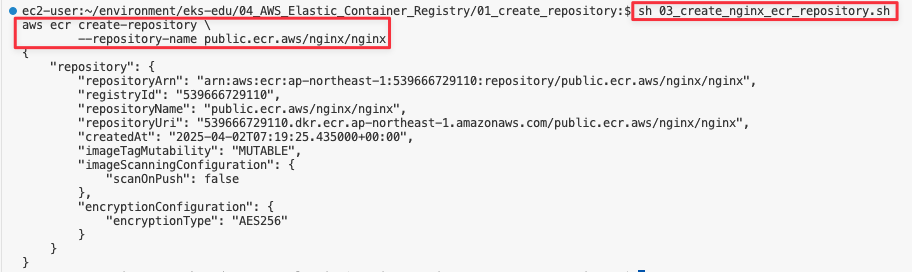 ec2-user:~/environment/eks-edu/04_AWS_Elastic_Container_Registry/01_create_repository:$ sh 03_create_nginx_ecr_repository.sh
aws ecr create-repository \
        --repository-name public.ecr.aws/nginx/nginx
{
    "repository": {
        "repositoryArn": "arn:aws:ecr:ap-northeast-1:539666729110:repository/public.ecr.aws/nginx/nginx",
        "registryId": "539666729110",
        "repositoryName": "public.ecr.aws/nginx/nginx",
        "repositoryUri": "539666729110.dkr.ecr.ap-northeast-1.amazonaws.com/public.ecr.aws/nginx/nginx",
        "createdAt": "2025-04-02T07:19:25.435000+00:00",
        "imageTagMutability": "MUTABLE",
        "imageScanningConfiguration": {
            "scanOnPush": false
        },
        "encryptionConfiguration": {
            "encryptionType": "AES256"
        }
    }
}